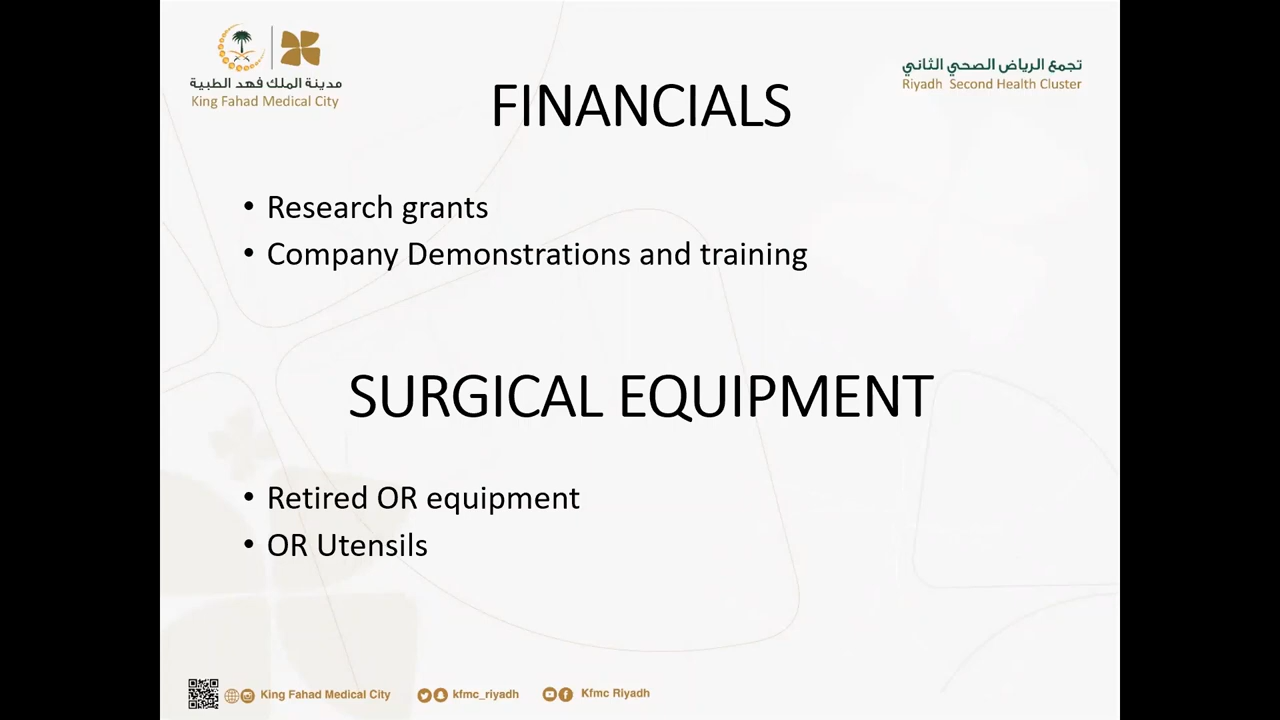 مدينة الملك فهد الطبية
King Fahad Medical City
تجمع الرياض الصحي الثاني
Riyadh Second Health Cluster
FINANCIALS
• Research grants
• Company Demonstrations and training
SURGICAL EQUIPMENT
• Retired OR equipment
• OR Utensils
King Fahad Medical City kfmc_riyadh Kfmc Riyadh